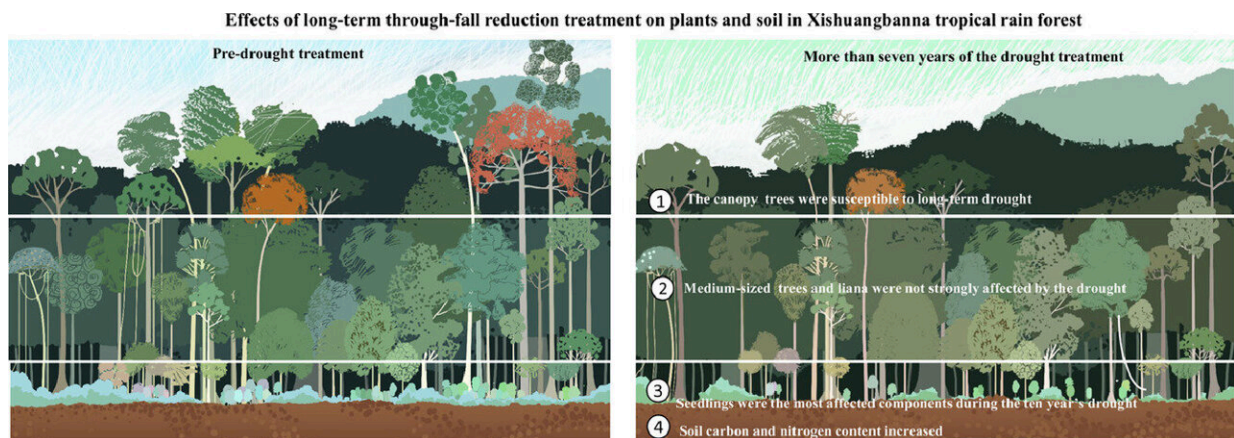 Effects of long-term through-fall reduction treatment on plants and soil in Xishuangbanna tropical rain forest
Pre-drought treatment
More than seven years of the drought treatment
1 The canopy trees were susceptible to long-term drought
2 Medium-sized trees and liana were not strongly affected by the drought
3 Seedlings were the most affected components during the ten year's drought
4 Soil carbon and nitrogen content increased